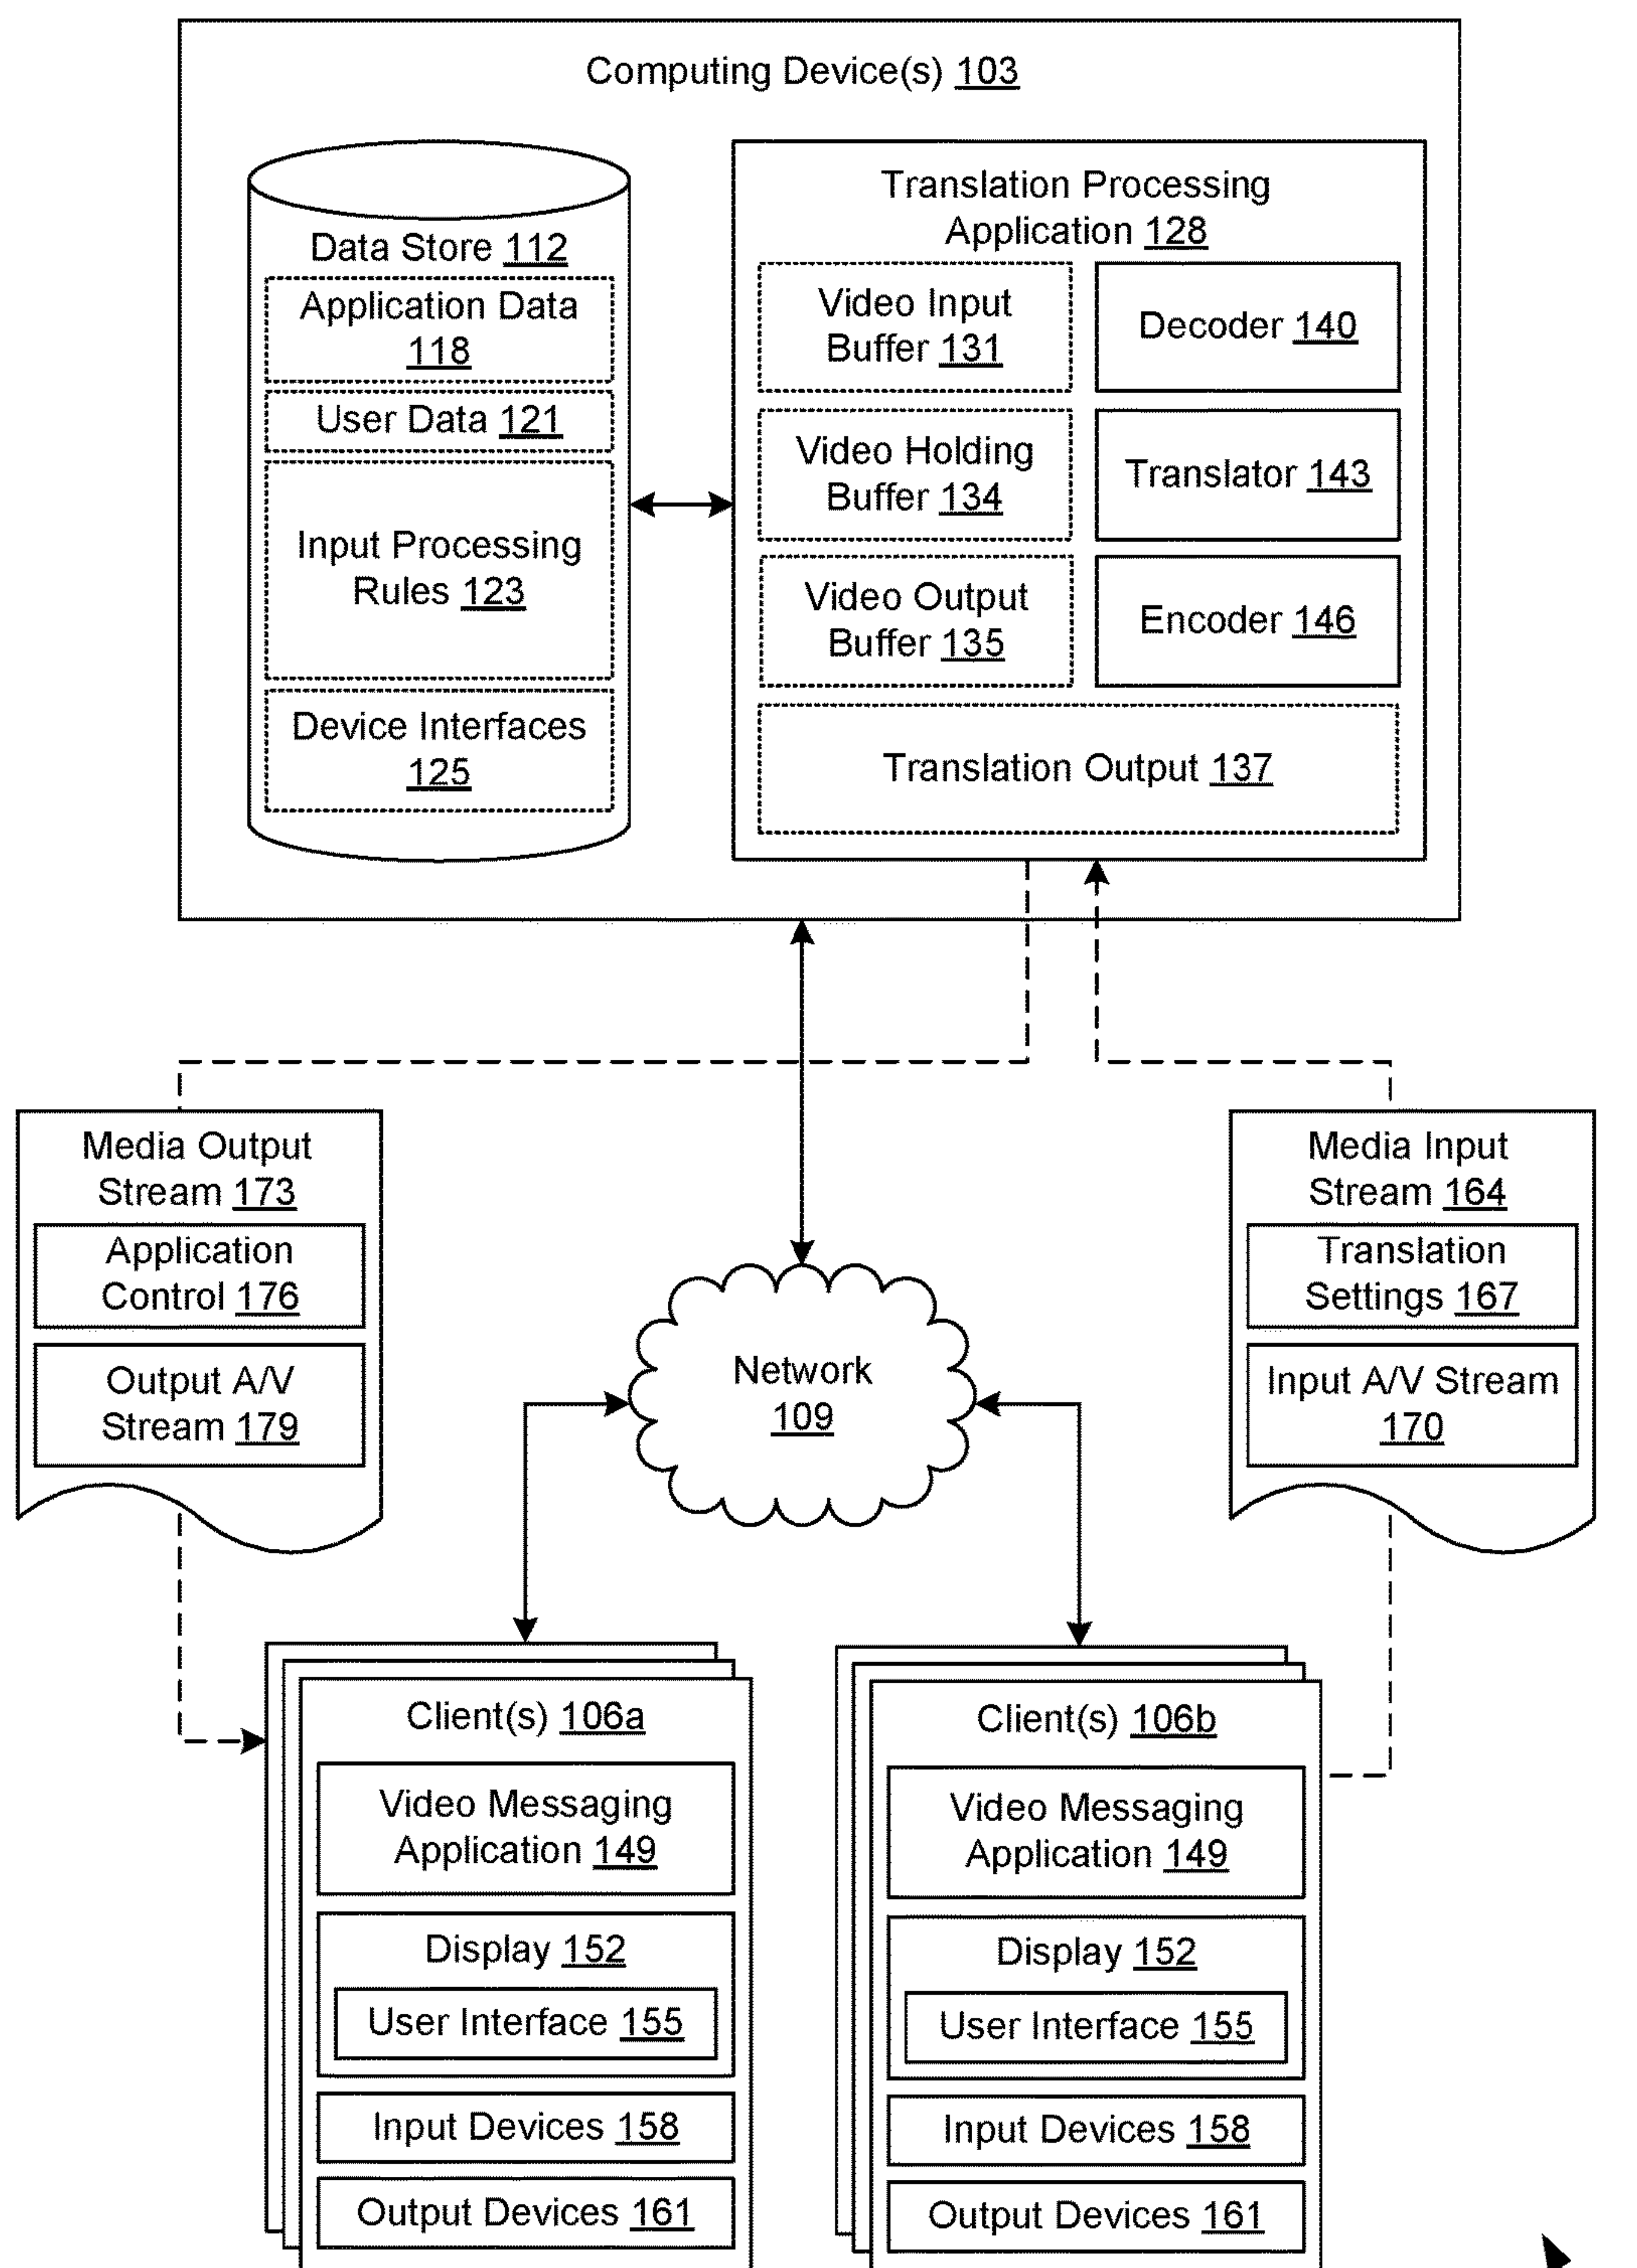 Computing Device(s) 103
Data Store 112
Application Data
118
User Data 121
Input Processing
Rules 123
Device Interfaces
125
Translation Processing
Application 128
Video Input
Buffer 131
Decoder 140
Video Holding
Buffer 134
Translator 143
Video Output
Buffer 135
Encoder 146
Translation Output 137
Media Output
Stream 173
Application
Control 176
Output A/V
Stream 179
Network
109
Media Input
Stream 164
Translation
Settings 167
Input A/V Stream
170
Client(s) 106a
Video Messaging
Application 149
Display 152
User Interface 155
Input Devices 158
Output Devices 161
Client(s) 106b
Video Messaging
Application 149
Display 152
User Interface 155
Input Devices 158
Output Devices 161